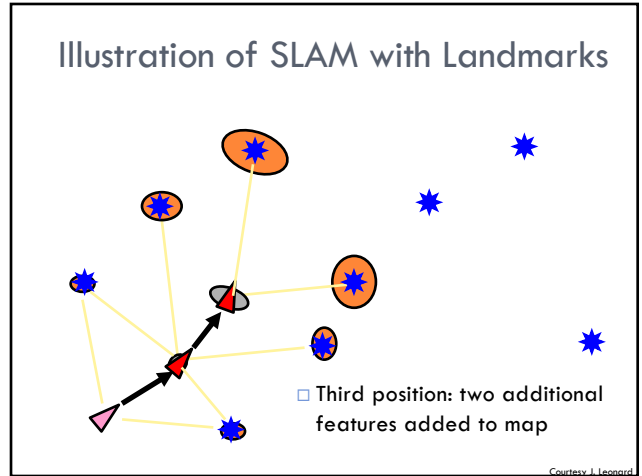 Illustration of SLAM with Landmarks
Third position: two additional
features added to map
Courtesy J. Leonard